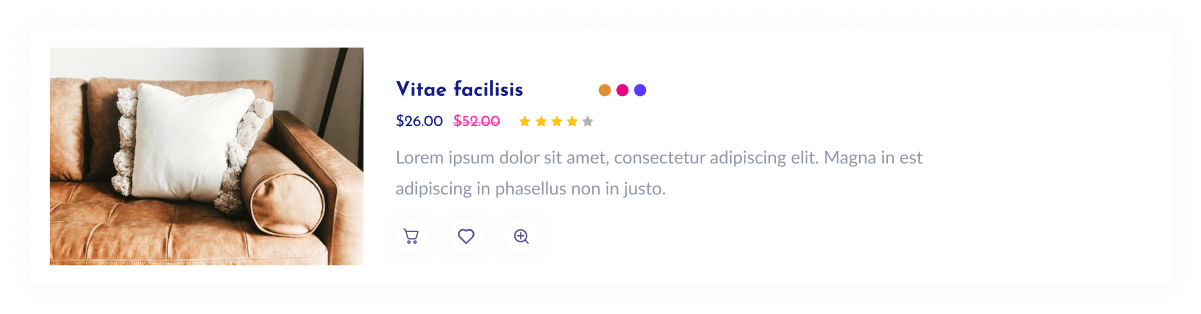 Vitae facilisis
$26.00 $52.00
Lorem ipsum dolor sit amet, consectetur adipiscing elit. Magna in est
adipiscing in phasellus non in justo.